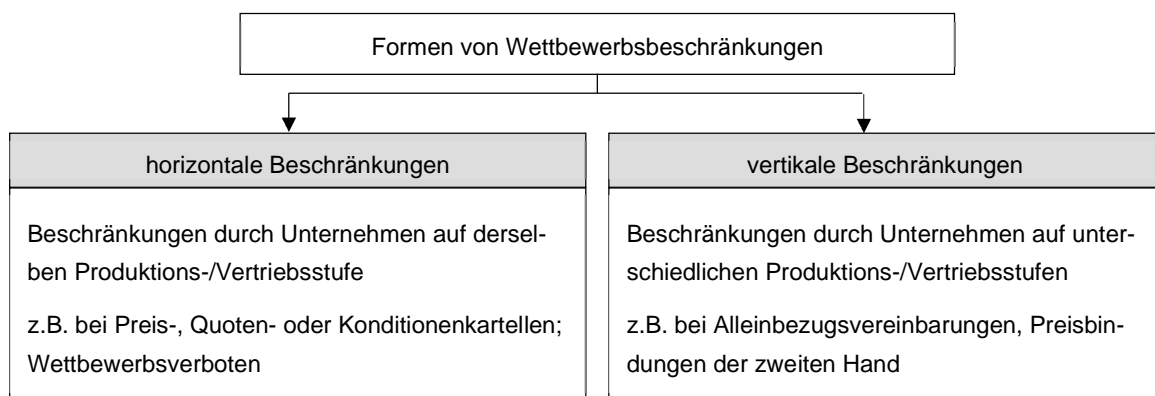 Formen von Wettbewerbsbeschränkungen
horizontale Beschränkungen
Beschränkungen durch Unternehmen auf dersel-
ben Produktions-/Vertriebsstufe
z.B. bei Preis-, Quoten- oder Konditionenkartellen;
Wettbewerbsverboten
vertikale Beschränkungen
Beschränkungen durch Unternehmen auf unter-
schiedlichen Produktions-/Vertriebsstufen
z.B. bei Alleinbezugsvereinbarungen, Preisbin-
dungen der zweiten Hand